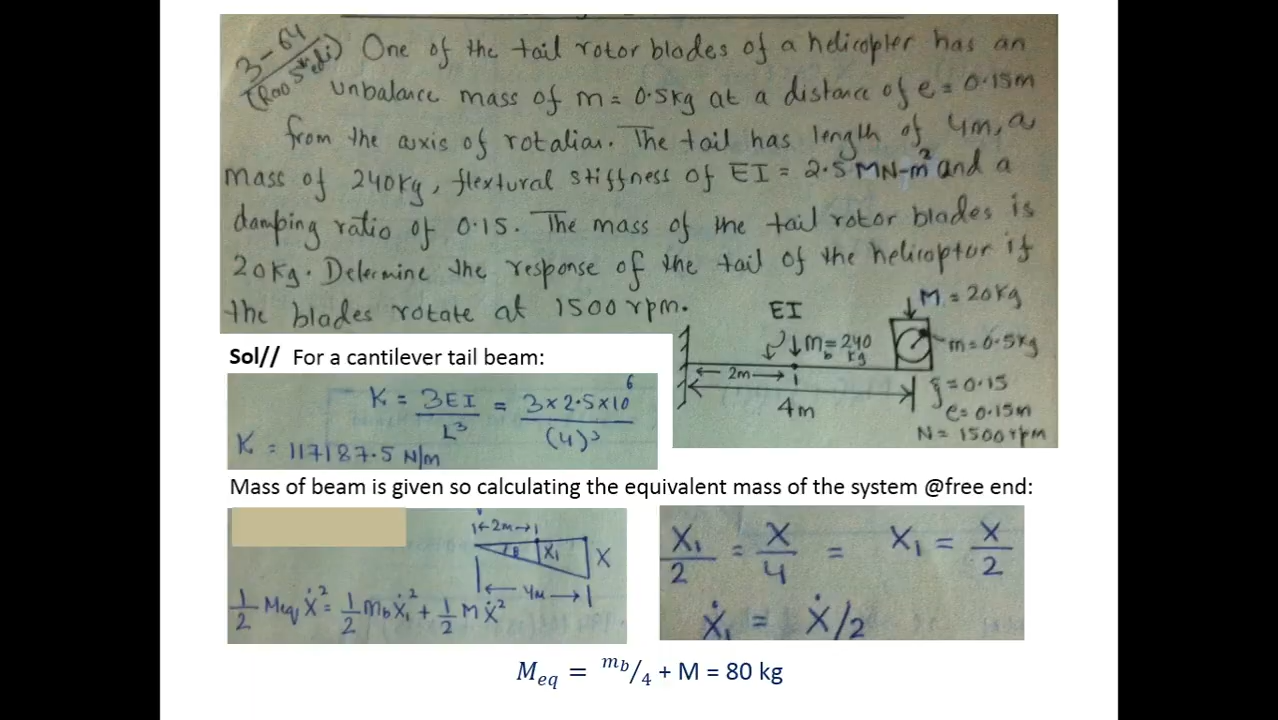 3-64
(Rao 5th edi)
One of the tail rotor blades of a helicopter has an
unbalance mass of m = 0.5kg at a distance of e = 0.15m
from the axis of rotation. The tail has length of 4m, a
mass of 240kg, flextural stiffness of EI = 2.5 MN-m² and a
damping ratio of 0.15. The mass of the tail rotor blades is
20kg. Determine the response of the tail of the helicoptor if
the blades rotate at 1500 rpm.
EI
M = 20kg
m_b = 240 kg
m = 0.5kg
2m
1
4m
ξ = 0.15
e = 0.15m
N = 1500 rpm
Sol// For a cantilever tail beam:
K = 3EI/L³ = 3×2.5×10⁶/(4)³
K = 117187.5 N/m
Mass of beam is given so calculating the equivalent mass of the system @free end:
2m
θ X₁ X
4m
1/2 Meq Ẋ² = 1/2 m_b Ẋ₁² + 1/2 M Ẋ²
X₁/2 = X/4 = X₁ = X/2
Ẋ₁ = Ẋ/2
M_eq = m_b/4 + M = 80 kg